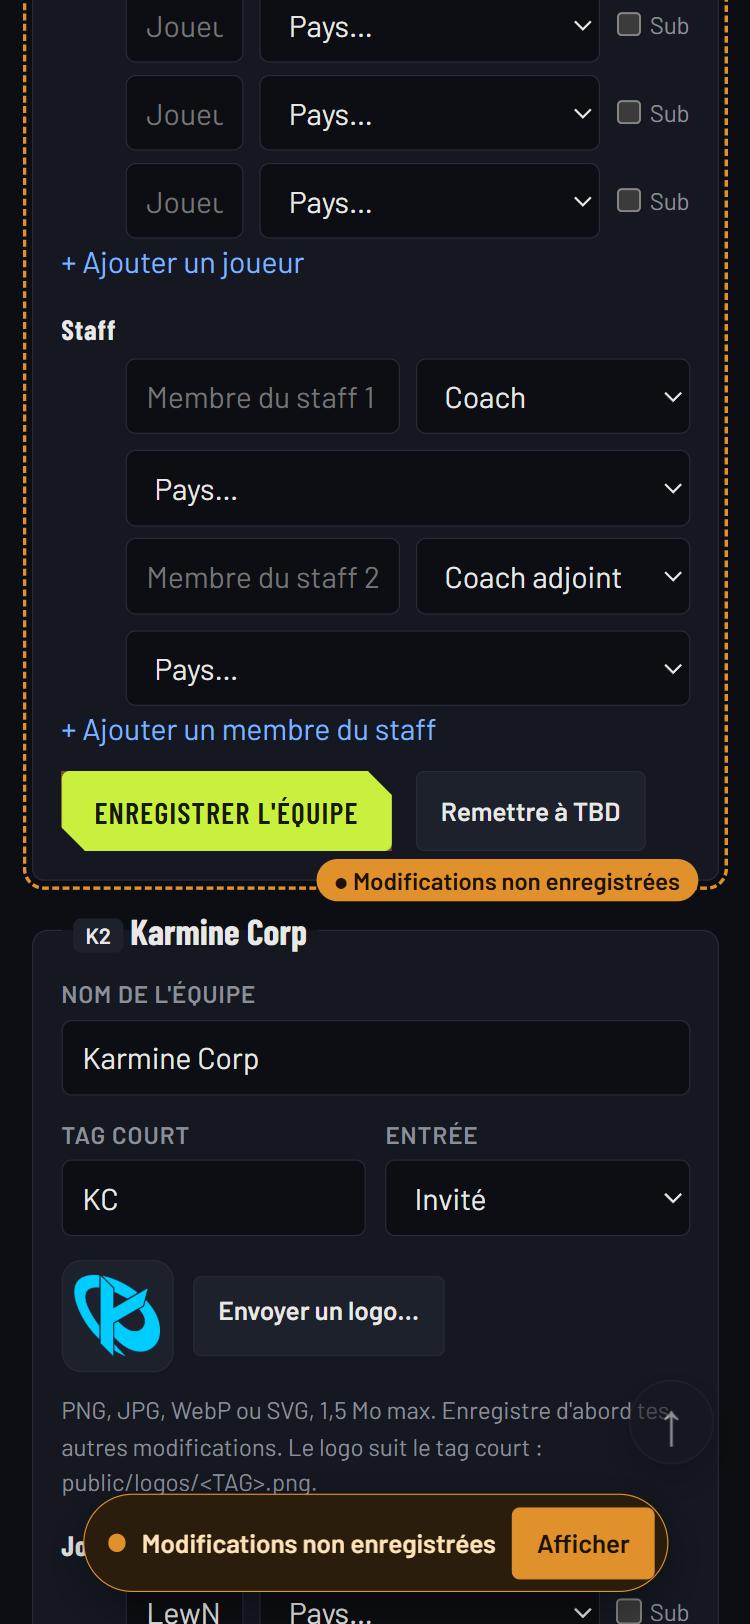 Joueu Pays... Sub
Joueu Pays... Sub
Joueu Pays... Sub
+ Ajouter un joueur
Staff
Membre du staff 1 Coach
Pays...
Membre du staff 2 Coach adjoint
Pays...
+ Ajouter un membre du staff
ENREGISTRER L'ÉQUIPE Remettre à TBD
● Modifications non enregistrées
K2 Karmine Corp
NOM DE L'ÉQUIPE
Karmine Corp
TAG COURT ENTRÉE
KC Invité
Envoyer un logo...
PNG, JPG, WebP ou SVG, 1,5 Mo max. Enregistre d'abord tes
autres modifications. Le logo suit le tag court :
public/logos/<TAG>.png.
Modifications non enregistrées Afficher
LewN Pays... Sub